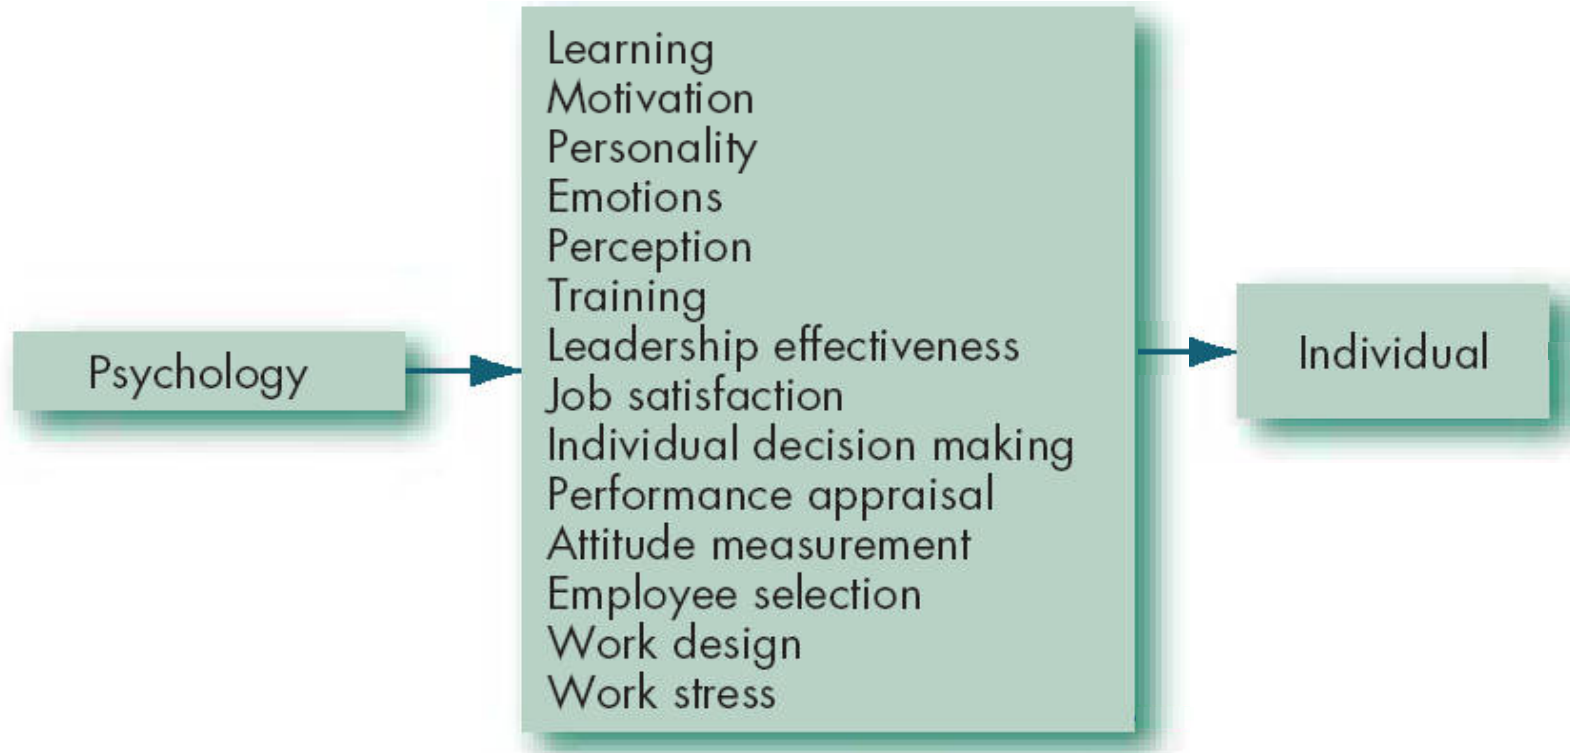 Psychology
Learning
Motivation
Personality
Emotions
Perception
Training
Leadership effectiveness
Job satisfaction
Individual decision making
Performance appraisal
Attitude measurement
Employee selection
Work design
Work stress
Individual